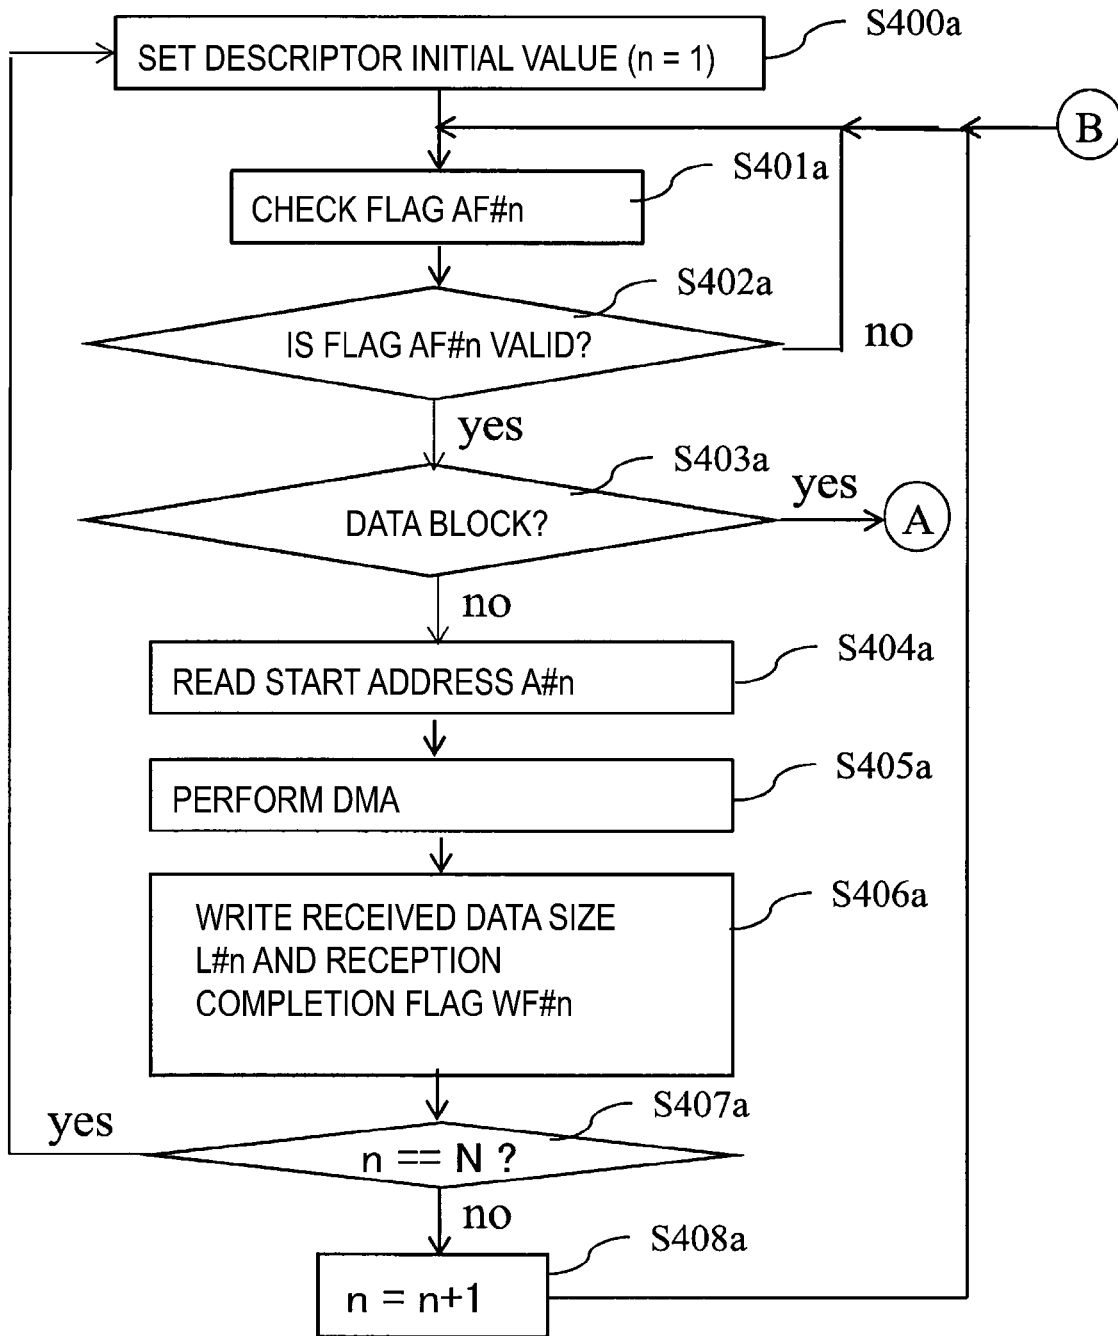 S400a
SET DESCRIPTOR INITIAL VALUE (n = 1)
B
S401a
CHECK FLAG AF#n
S402a
IS FLAG AF#n VALID?
no
yes
S403a
DATA BLOCK?
yes
A
no
S404a
READ START ADDRESS A#n
S405a
PERFORM DMA
S406a
WRITE RECEIVED DATA SIZE
L#n AND RECEPTION
COMPLETION FLAG WF#n
S407a
yes
n == N ?
no
S408a
n = n+1